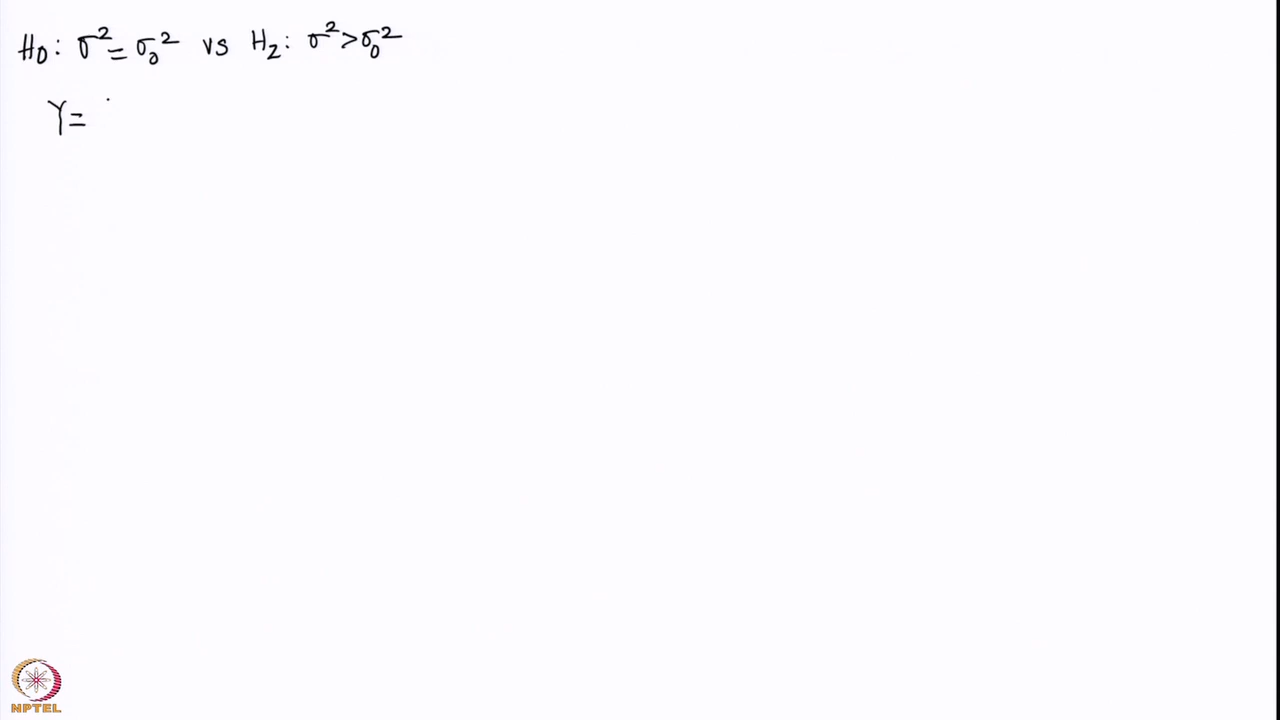 H₀: σ² = σ₀² vs H₂: σ² > σ₀²
Y =
NPTEL